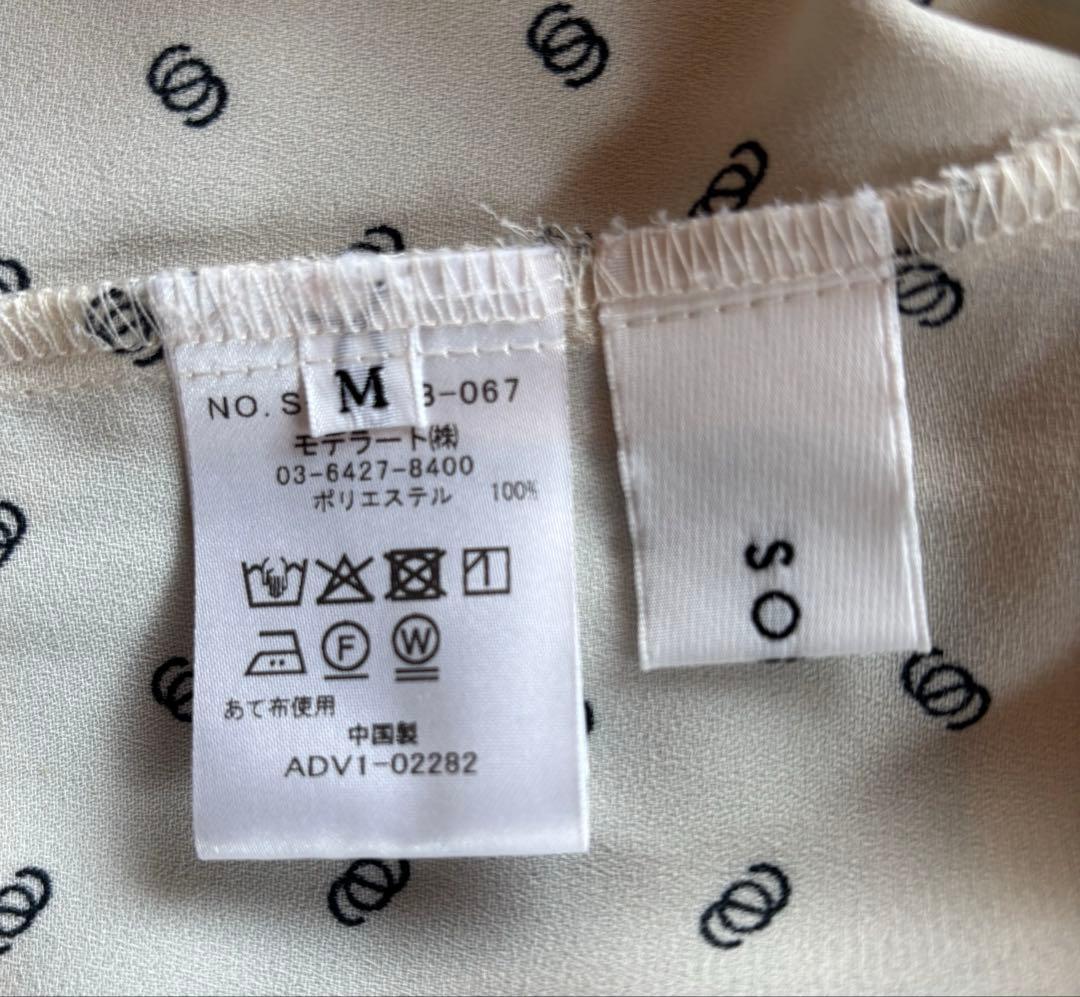 M
NO. S 3-067
モデラート㈱
03-6427-8400
ポリエステル 100%
F W
あて布使用
中国製
ADV1-02282
OS